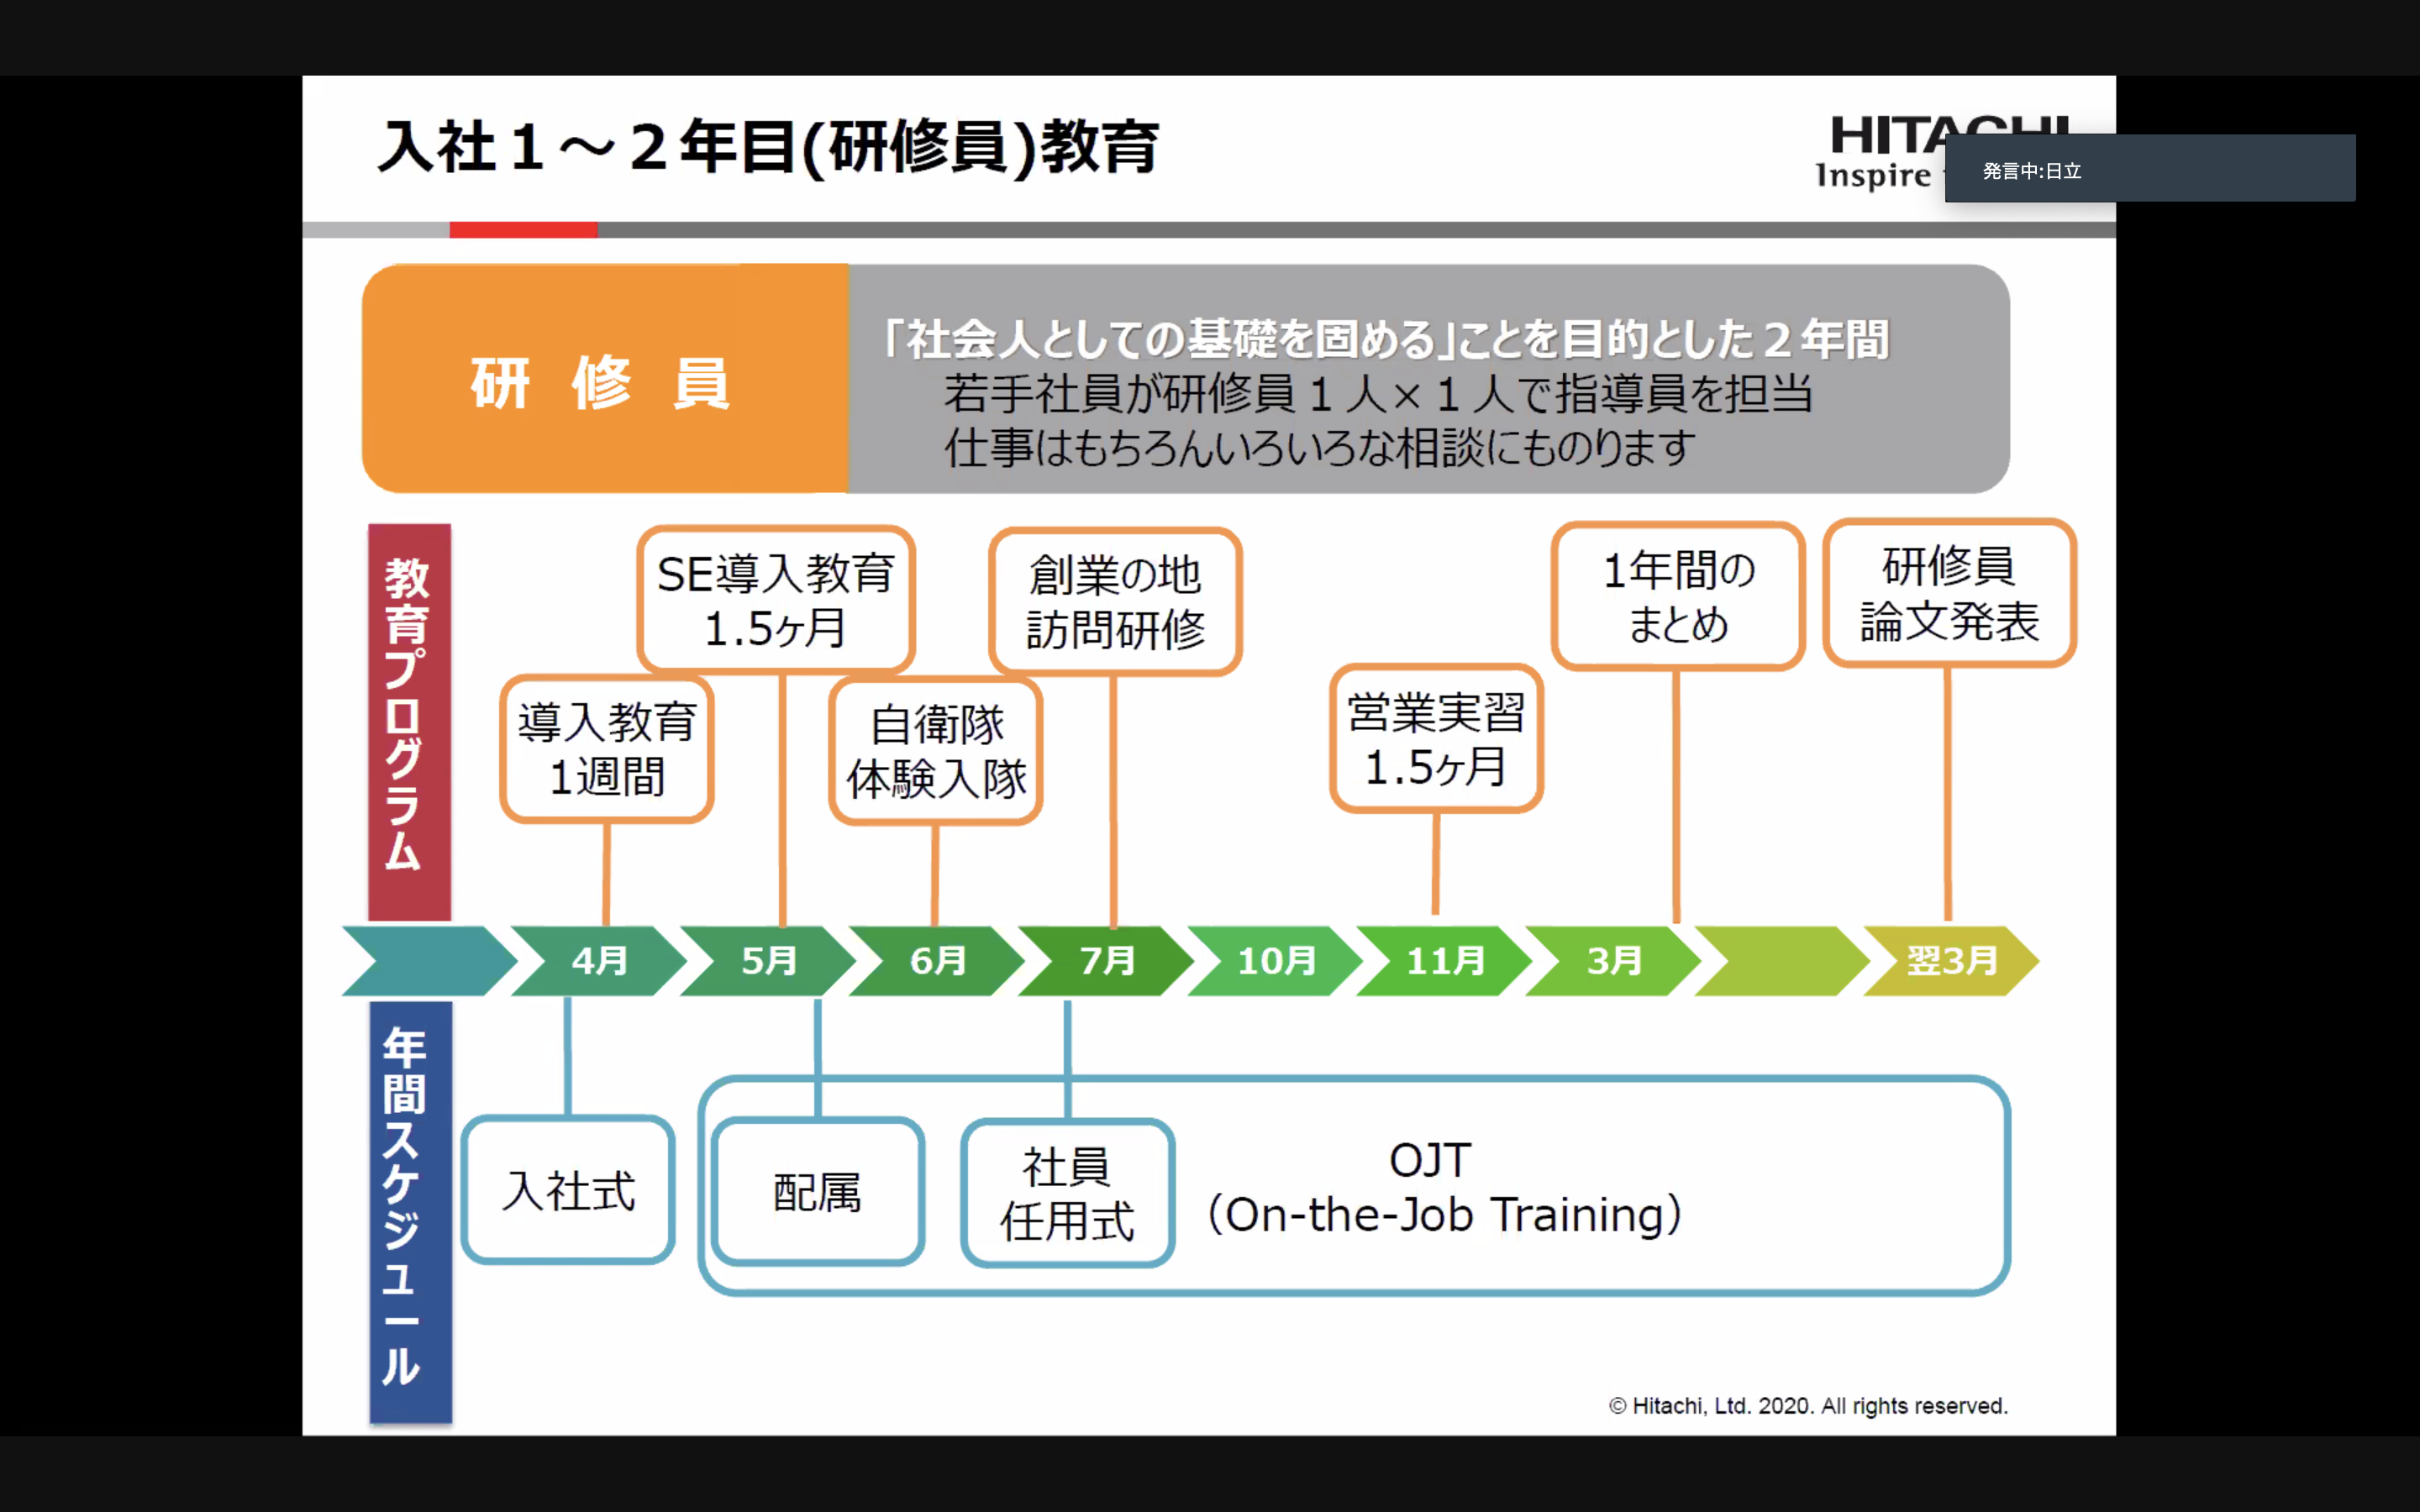 入社１～２年目(研修員)教育
HITACHI
Inspire
発言中:日立
研修員
「社会人としての基礎を固める」ことを目的とした２年間
若手社員が研修員１人×１人で指導員を担当
仕事はもちろんいろいろな相談にものります
教育プログラム
SE導入教育
1.5ヶ月
創業の地
訪問研修
1年間の
まとめ
研修員
論文発表
導入教育
1週間
自衛隊
体験入隊
営業実習
1.5ヶ月
4月
5月
6月
7月
10月
11月
3月
翌3月
年間スケジュール
入社式
配属
社員
任用式
OJT
（On-the-Job Training）
© Hitachi, Ltd. 2020. All rights reserved.